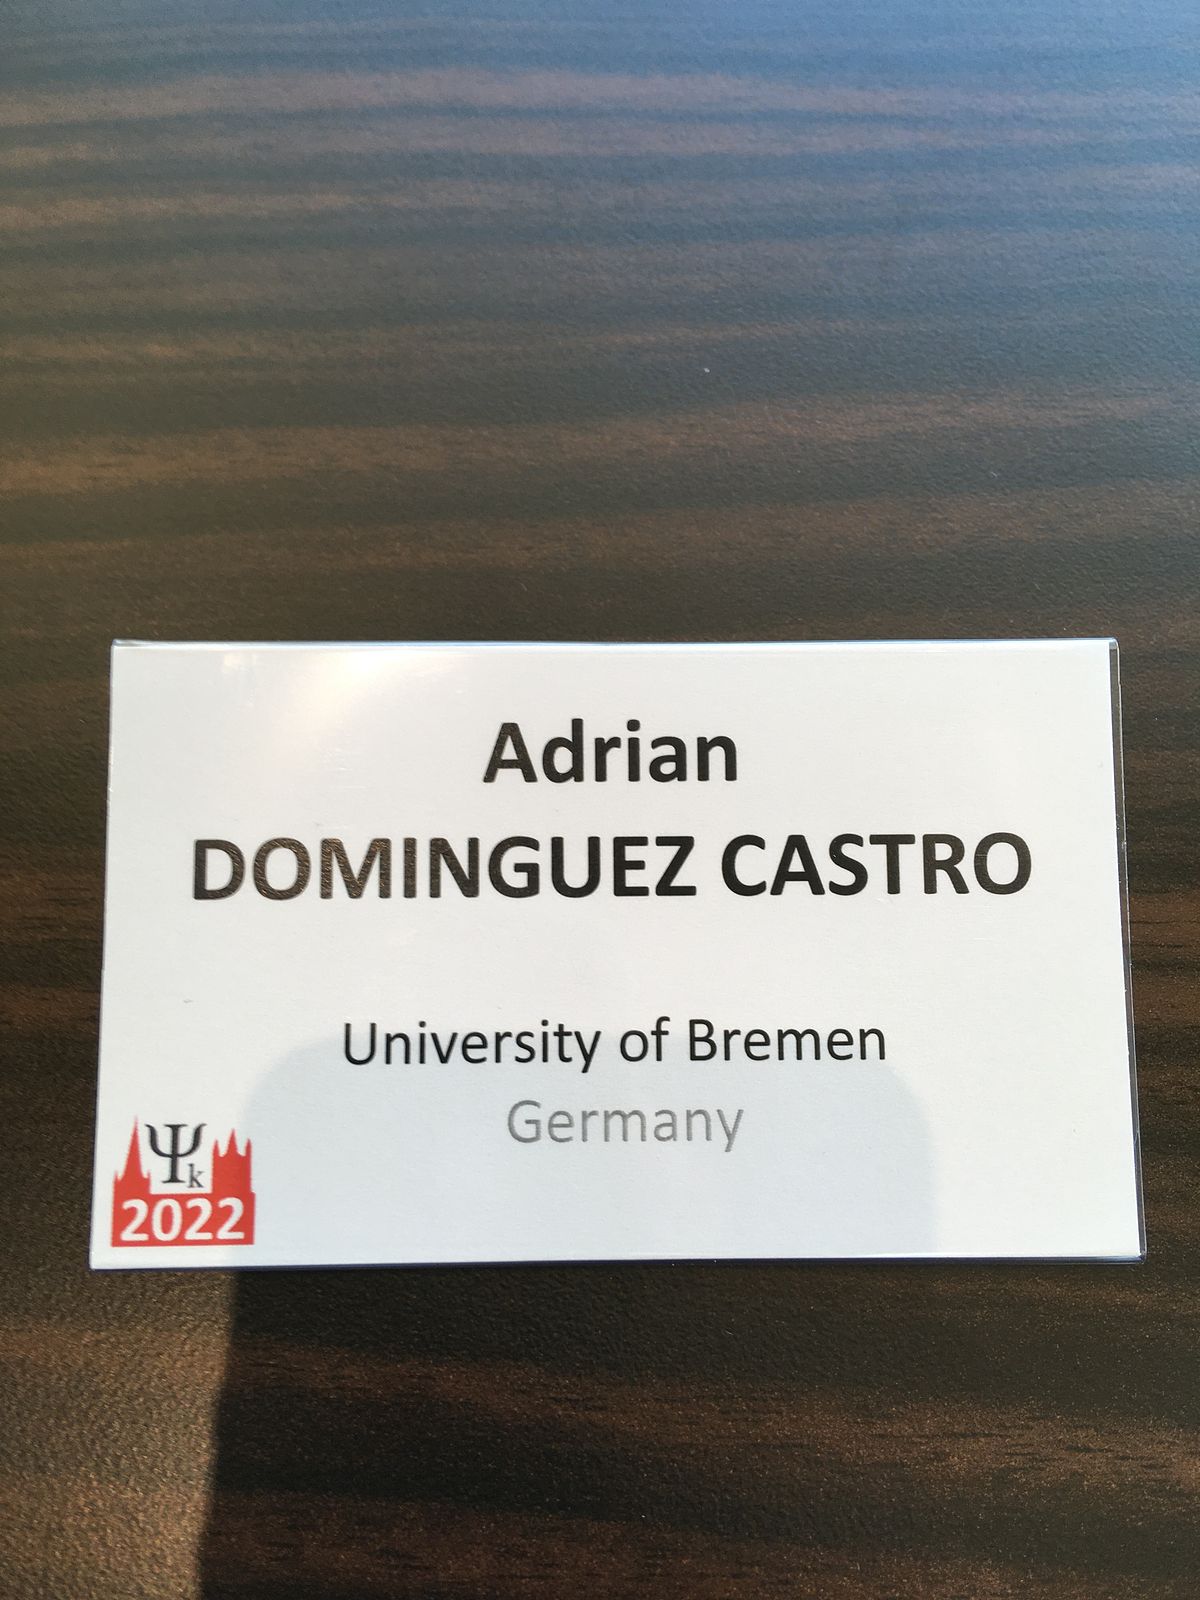 Adrian
DOMINGUEZ CASTRO
University of Bremen
Germany
Ψk
2022